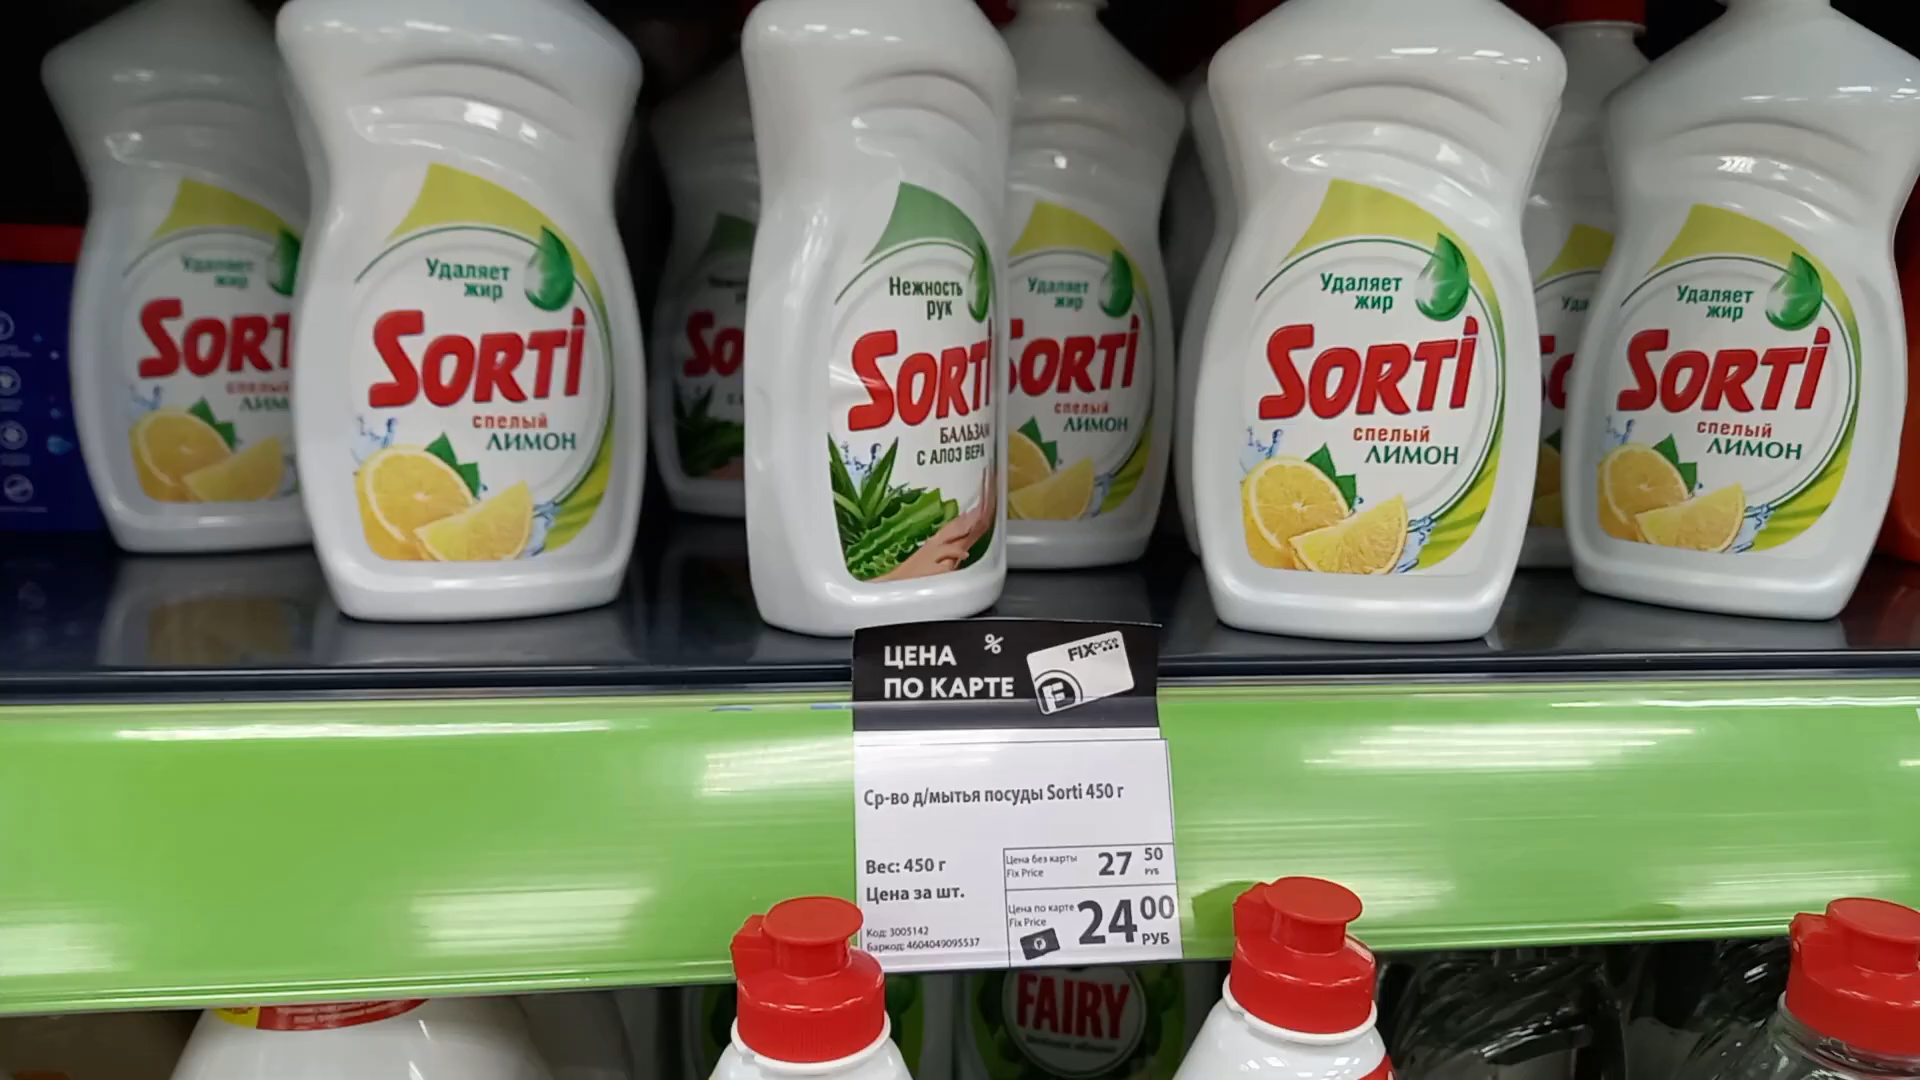 Удаляет
жир
SORTI
спелый
Удаляет
жир
SORTI
спелый
ЛИМОН
Нежность
рук
SORTI
БАЛЬЗАМ
С АЛОЭ ВЕРА
Удаляет
жир
SORTI
спелый
ЛИМОН
Удаляет
жир
SORTI
спелый
ЛИМОН
Удаляет
жир
SORTI
спелый
ЛИМОН
ЦЕНА %
ПО КАРТЕ
FIX price
Ср-во д/мытья посуды Sorti 450 г
Вес: 450 г
Цена за шт.
Код: 3005142
Баркод: 4604049095537
Цена без карты
Fix Price
27 50
РУБ
Цена по карте
Fix Price
24 00
РУБ
FAIRY